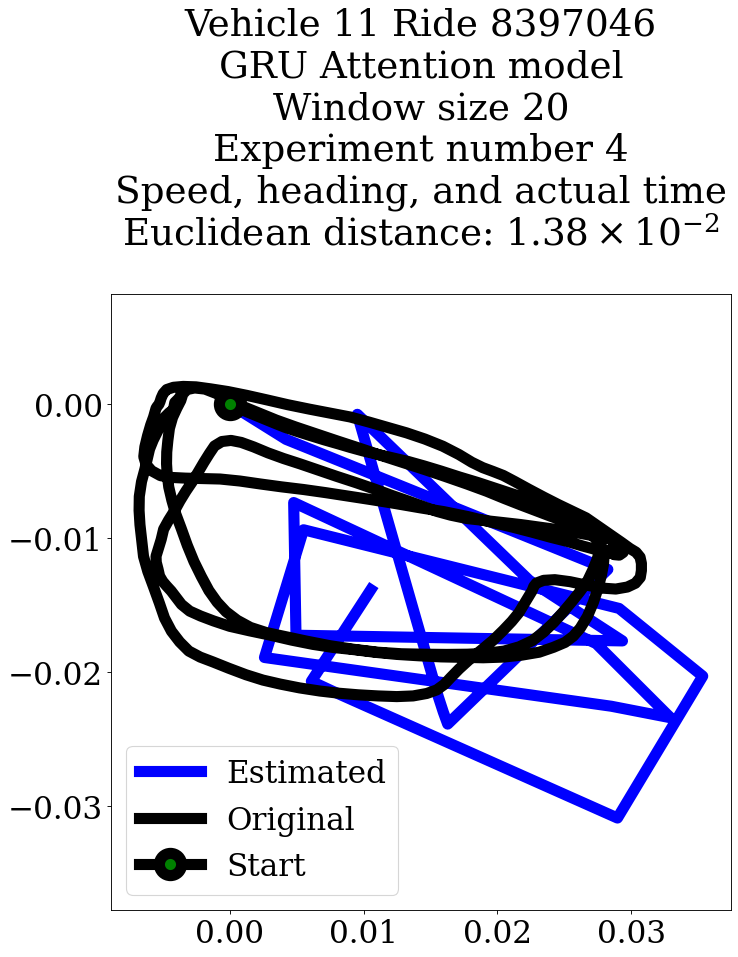 Vehicle 11 Ride 8397046
GRU Attention model
Window size 20
Experiment number 4
Speed, heading, and actual time
Euclidean distance: 1.38 × 10⁻²
0.00
−0.01
−0.02
−0.03
Estimated
Original
Start
0.00 0.01 0.02 0.03